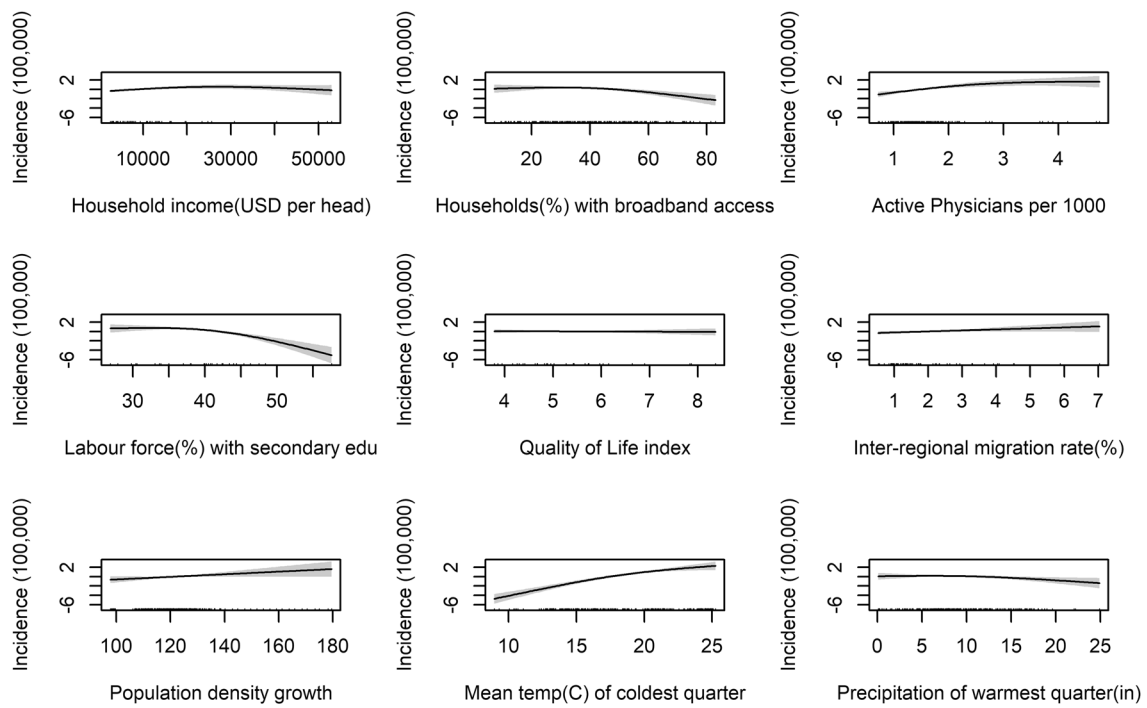 Incidence (100,000) Incidence (100,000) Incidence (100,000)
2 2 2
-6 -6 -6
10000 30000 50000 20 40 60 80 1 2 3 4
Household income(USD per head) Households(%) with broadband access Active Physicians per 1000
Incidence (100,000) Incidence (100,000) Incidence (100,000)
2 2 2
-6 -6 -6
30 40 50 4 5 6 7 8 1 2 3 4 5 6 7
Labour force(%) with secondary edu Quality of Life index Inter-regional migration rate(%)
Incidence (100,000) Incidence (100,000) Incidence (100,000)
2 2 2
-6 -6 -6
100 120 140 160 180 10 15 20 25 0 5 10 15 20 25
Population density growth Mean temp(C) of coldest quarter Precipitation of warmest quarter(in)